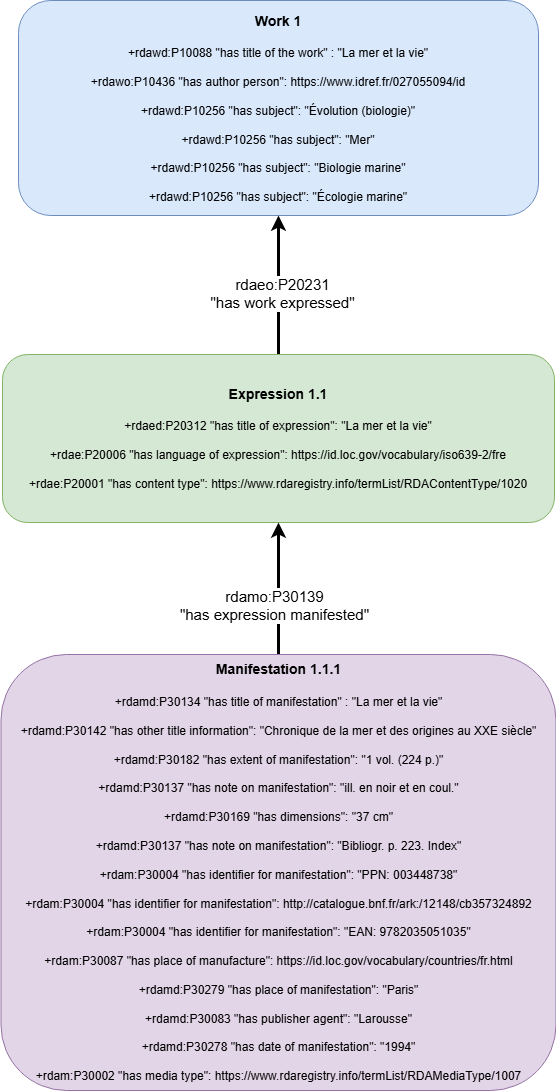 Work 1
+rdawd:P10088 "has title of the work" : "La mer et la vie"
+rdawo:P10436 "has author person": https://www.idref.fr/027055094/id
+rdawd:P10256 "has subject": "Évolution (biologie)"
+rdawd:P10256 "has subject": "Mer"
+rdawd:P10256 "has subject": "Biologie marine"
+rdawd:P10256 "has subject": "Écologie marine"
rdaeo:P20231
"has work expressed"
Expression 1.1
+rdaed:P20312 "has title of expression": "La mer et la vie"
+rdae:P20006 "has language of expression": https://id.loc.gov/vocabulary/iso639-2/fre
+rdae:P20001 "has content type": https://www.rdaregistry.info/termList/RDAContentType/1020
rdamo:P30139
"has expression manifested"
Manifestation 1.1.1
+rdamd:P30134 "has title of manifestation" : "La mer et la vie"
+rdamd:P30142 "has other title information": "Chronique de la mer et des origines au XXE siècle"
+rdamd:P30182 "has extent of manifestation": "1 vol. (224 p.)"
+rdamd:P30137 "has note on manifestation": "ill. en noir et en coul."
+rdamd:P30169 "has dimensions": "37 cm"
+rdamd:P30137 "has note on manifestation": "Bibliogr. p. 223. Index"
+rdam:P30004 "has identifier for manifestation": "PPN: 003448738"
+rdam:P30004 "has identifier for manifestation": http://catalogue.bnf.fr/ark:/12148/cb357324892
+rdam:P30004 "has identifier for manifestation": "EAN: 9782035051035"
+rdam:P30087 "has place of manufacture": https://id.loc.gov/vocabulary/countries/fr.html
+rdamd:P30279 "has place of manifestation": "Paris"
+rdamd:P30083 "has publisher agent": "Larousse"
+rdamd:P30278 "has date of manifestation": "1994"
+rdam:P30002 "has media type": https://www.rdaregistry.info/termList/RDAMediaType/1007